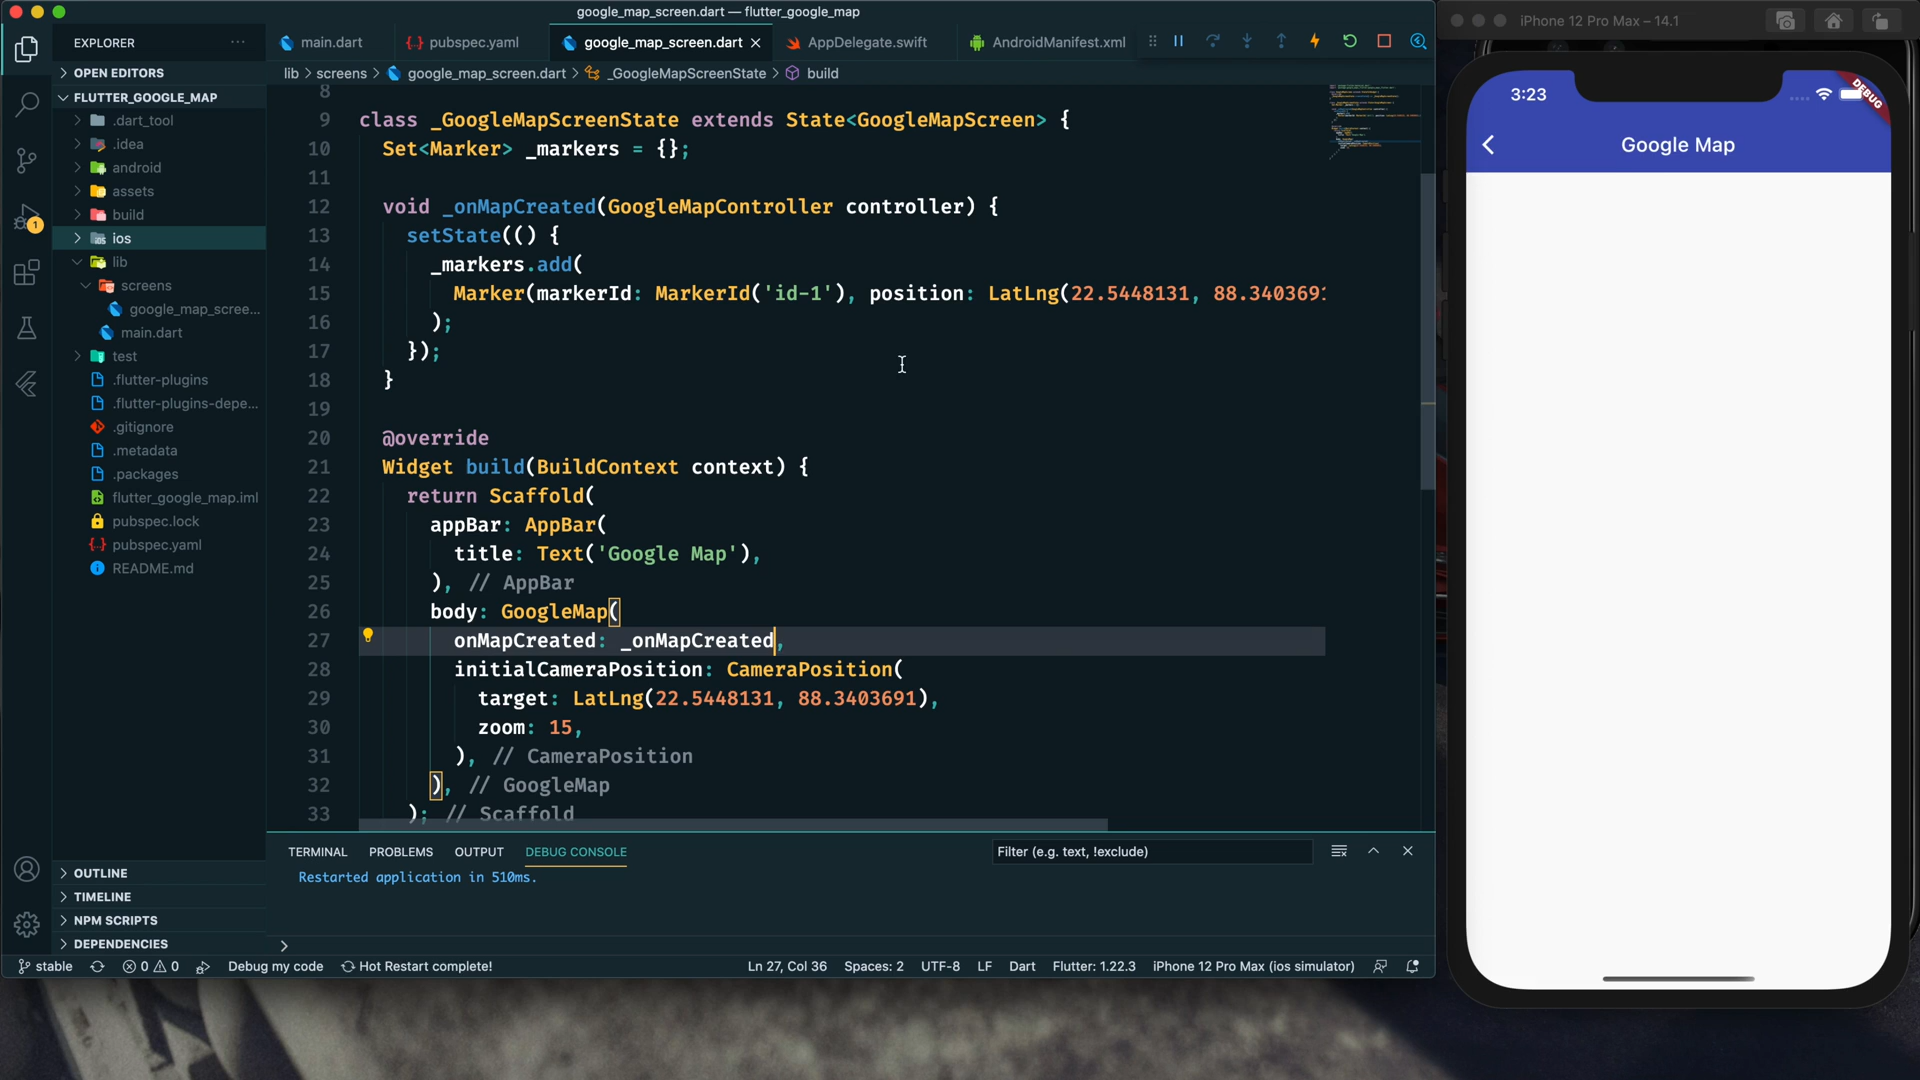 google_map_screen.dart — flutter_google_map
iPhone 12 Pro Max – 14.1
EXPLORER
main.dart
pubspec.yaml
google_map_screen.dart
AppDelegate.swift
AndroidManifest.xml
OPEN EDITORS
lib > screens > google_map_screen.dart > _GoogleMapScreenState > build
FLUTTER_GOOGLE_MAP
.dart_tool
.idea
android
assets
build
ios
lib
screens
google_map_scree...
main.dart
test
.flutter-plugins
.flutter-plugins-depe...
.gitignore
.metadata
.packages
flutter_google_map.iml
pubspec.lock
pubspec.yaml
README.md
OUTLINE
TIMELINE
NPM SCRIPTS
DEPENDENCIES
1
8
9 class _GoogleMapScreenState extends State<GoogleMapScreen> {
10 Set<Marker> _markers = {};
11
12 void _onMapCreated(GoogleMapController controller) {
13 setState(() {
14 _markers.add(
15 Marker(markerId: MarkerId('id-1'), position: LatLng(22.5448131, 88.3403691
16 );
17 });
18 }
19
20 @override
21 Widget build(BuildContext context) {
22 return Scaffold(
23 appBar: AppBar(
24 title: Text('Google Map'),
25 ), // AppBar
26 body: GoogleMap(
27 onMapCreated: _onMapCreated,
28 initialCameraPosition: CameraPosition(
29 target: LatLng(22.5448131, 88.3403691),
30 zoom: 15,
31 ), // CameraPosition
32 ), // GoogleMap
33 ); // Scaffold
TERMINAL PROBLEMS OUTPUT DEBUG CONSOLE
Filter (e.g. text, !exclude)
Restarted application in 510ms.
stable 0 0 Debug my code Hot Restart complete!
Ln 27, Col 36 Spaces: 2 UTF-8 LF Dart Flutter: 1.22.3 iPhone 12 Pro Max (ios simulator)
3:23
DEBUG
Google Map